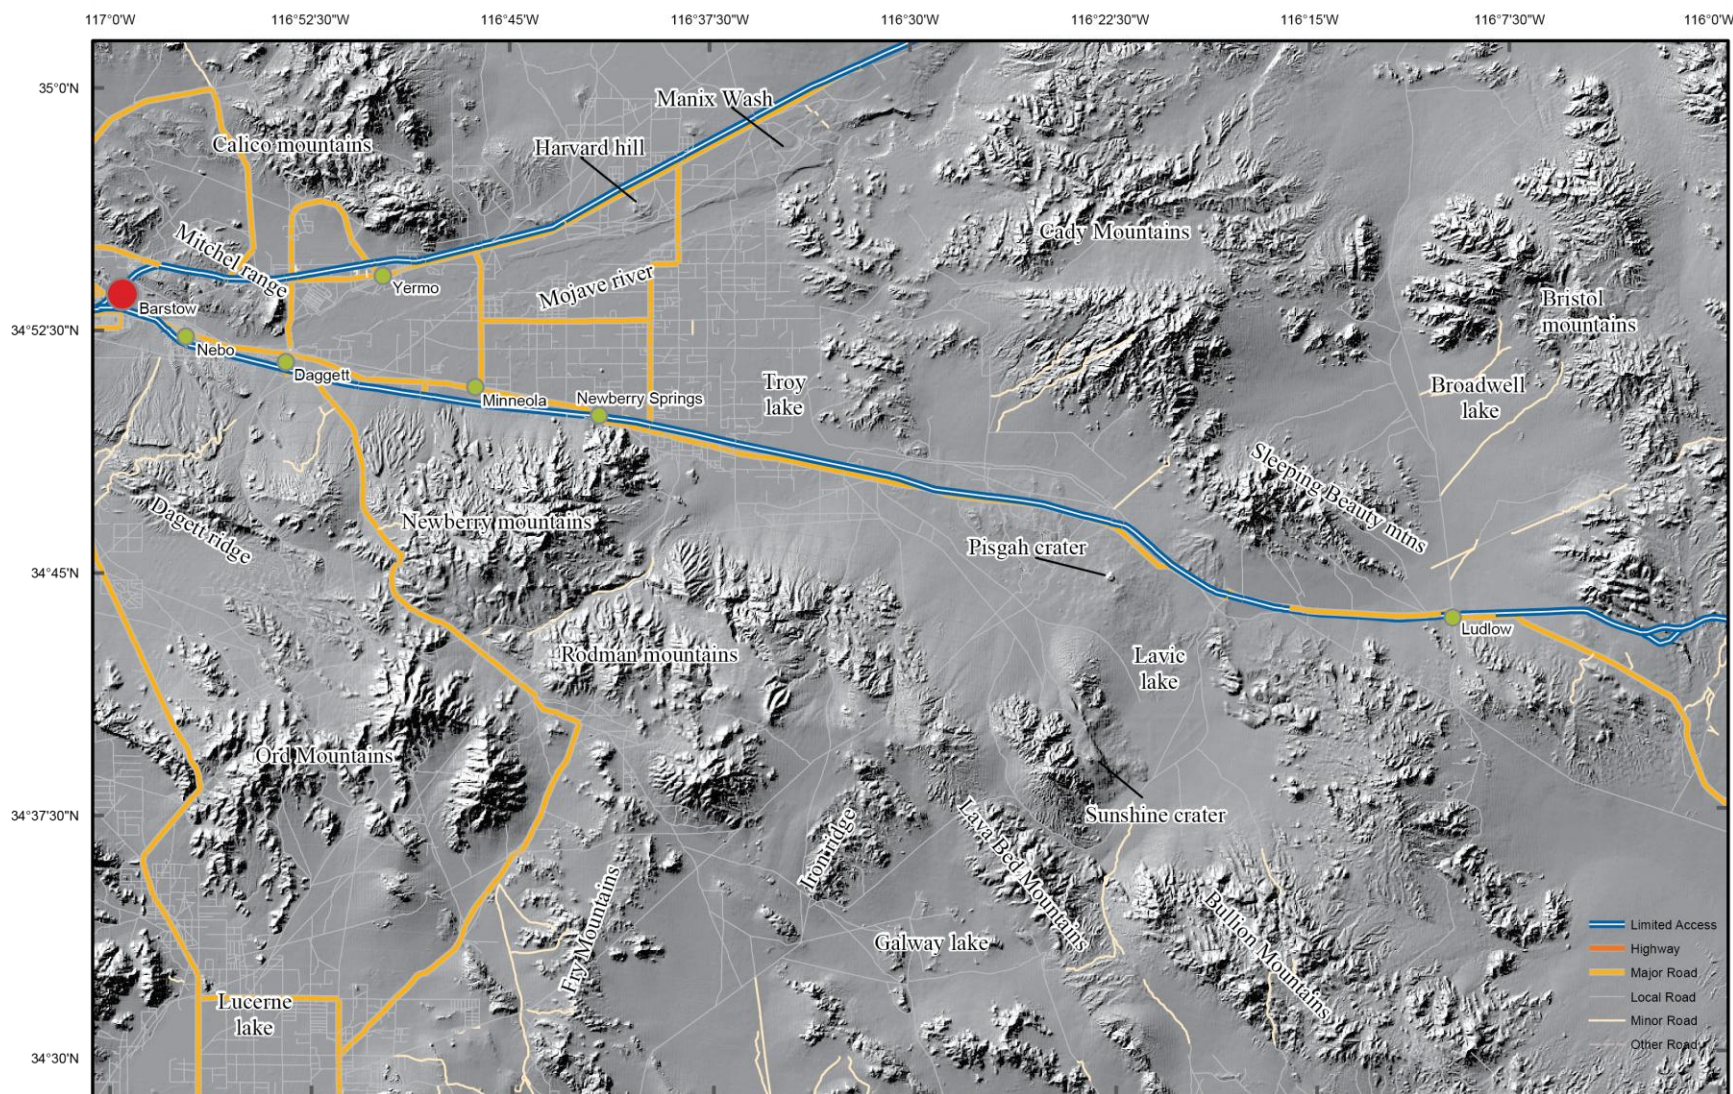 117°0'W
116°52'30"W
116°45'W
116°37'30"W
116°30'W
116°22'30"W
116°15'W
116°7'30"W
116°0'W
35°0'N
34°52'30"N
34°45'N
34°37'30"N
34°30'N
Manix Wash
Harvard hill
Calico mountains
Cady Mountains
Mitchel range
Yermo
Mojave river
Barstow
Bristol
mountains
Nebo
Daggett
Minneola
Newberry Springs
Troy
lake
Broadwell
lake
Sleeping Beauty mtns
Dagett ridge
Newberry mountains
Pisgah crater
Ludlow
Rodman mountains
Lavic
lake
Ord Mountains
Sunshine crater
Iron ridge
Lava Bed Mountains
Fry Mountains
Galway lake
Bullion Mountains
Lucerne
lake
Limited Access
Highway
Major Road
Local Road
Minor Road
Other Road